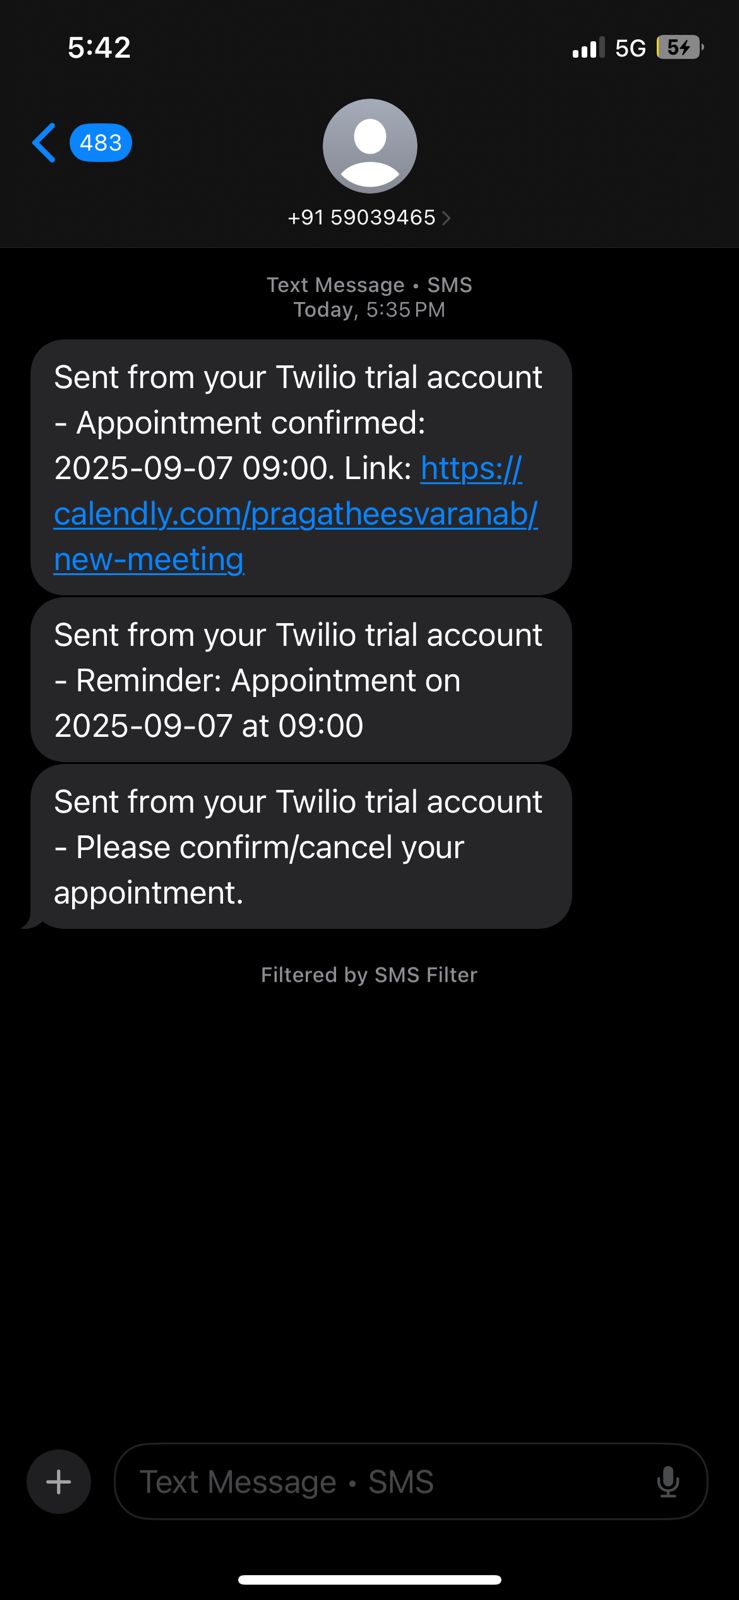 5:42
5G
5
483
+91 59039465
Text Message • SMS
Today, 5:35 PM
Sent from your Twilio trial account
- Appointment confirmed:
2025-09-07 09:00. Link: https://
calendly.com/pragatheesvaranab/
new-meeting
Sent from your Twilio trial account
- Reminder: Appointment on
2025-09-07 at 09:00
Sent from your Twilio trial account
- Please confirm/cancel your
appointment.
Filtered by SMS Filter
Text Message • SMS